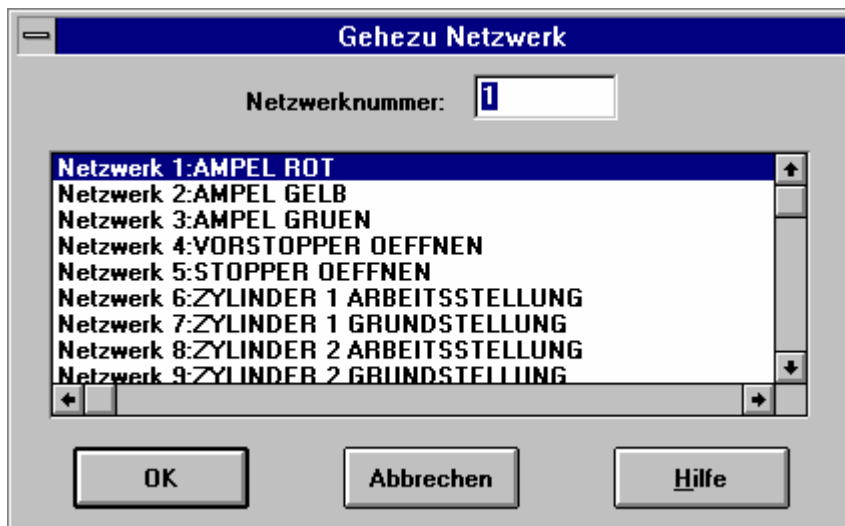 Gehezu Netzwerk
Netzwerknummer: 1
Netzwerk 1:AMPEL ROT
Netzwerk 2:AMPEL GELB
Netzwerk 3:AMPEL GRUEN
Netzwerk 4:VORSTOPPER OEFFNEN
Netzwerk 5:STOPPER OEFFNEN
Netzwerk 6:ZYLINDER 1 ARBEITSSTELLUNG
Netzwerk 7:ZYLINDER 1 GRUNDSTELLUNG
Netzwerk 8:ZYLINDER 2 ARBEITSSTELLUNG
Netzwerk 9:ZYLINDER 2 GRUNDSTELLUNG
OK Abbrechen Hilfe